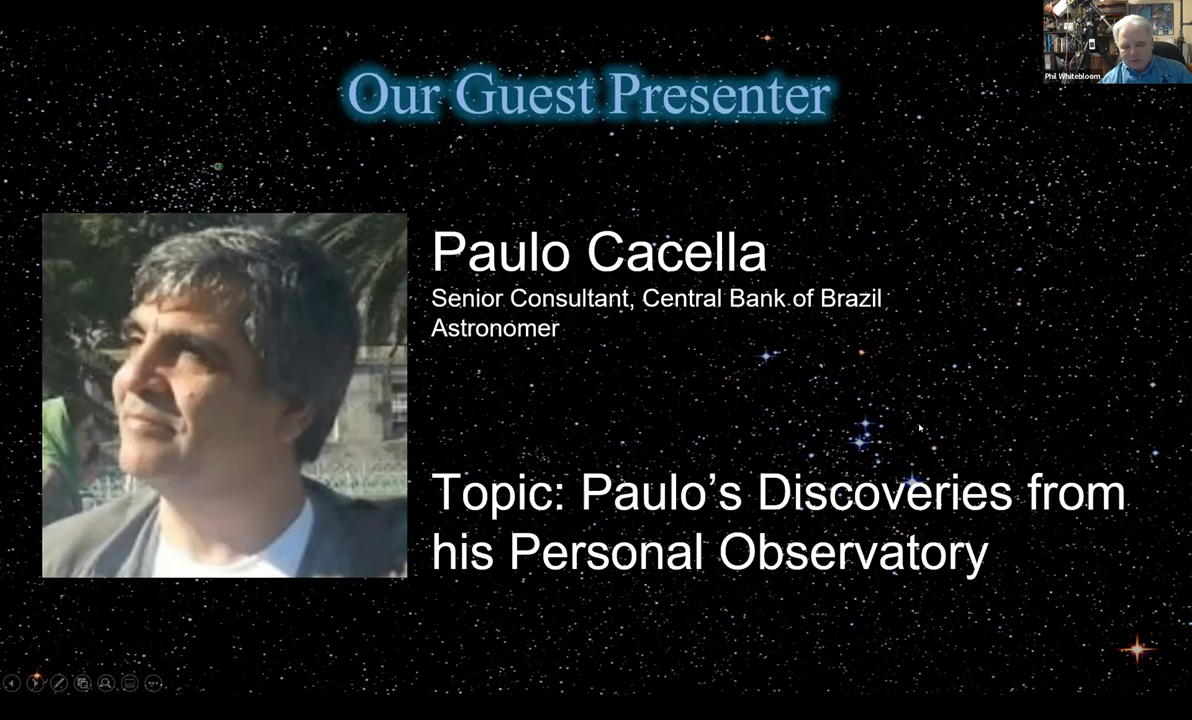 Our Guest Presenter
Phil Whitebloom
Paulo Cacella
Senior Consultant, Central Bank of Brazil
Astronomer
Topic: Paulo’s Discoveries from
his Personal Observatory